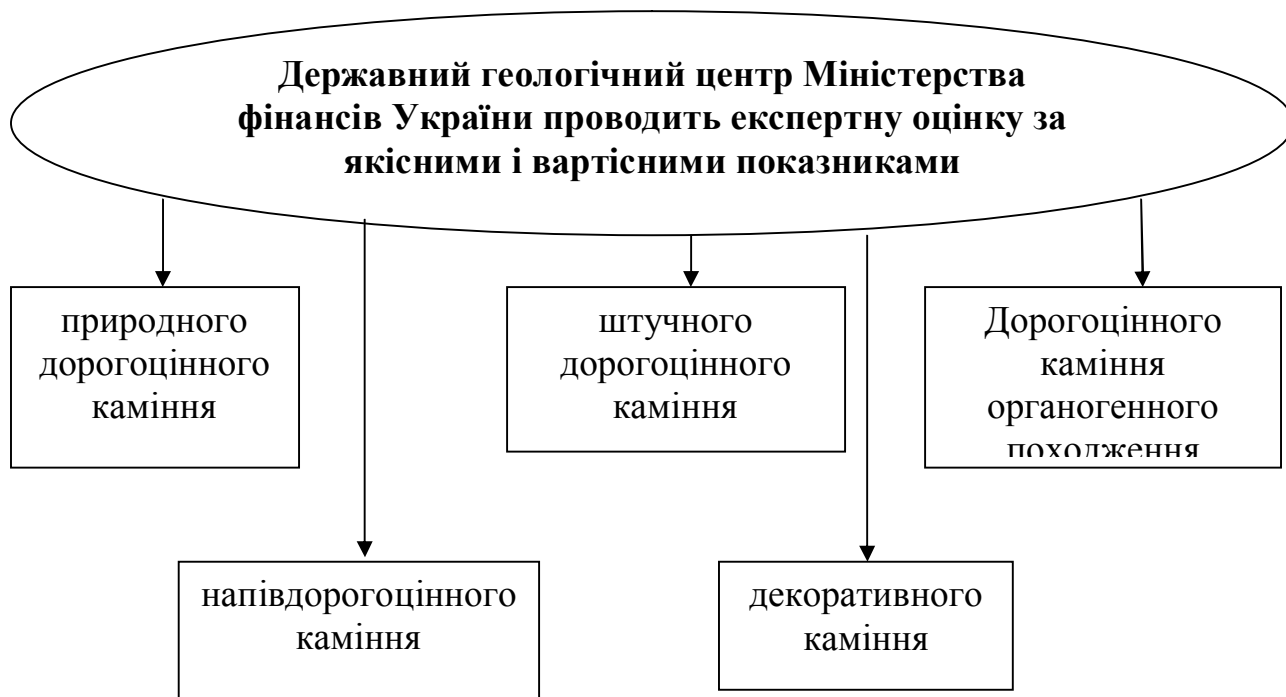 Державний геологічний центр Міністерства
фінансів України проводить експертну оцінку за
якісними і вартісними показниками
природного
дорогоцінного
каміння
штучного
дорогоцінного
каміння
Дорогоцінного
каміння
органогенного
походження
напівдорогоцінного
каміння
декоративного
каміння